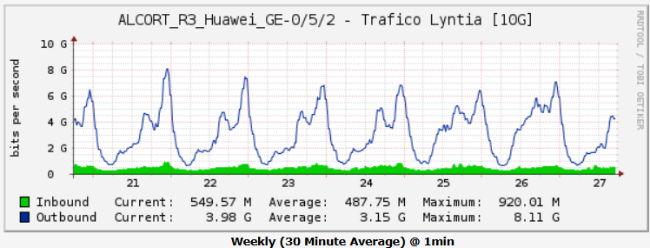 ALCORT_R3_Huawei_GE-0/5/2 - Trafico Lyntia [10G]
RRDTOOL / TOBI OETIKER
bits per second
10 G
8 G
6 G
4 G
2 G
0
21 22 23 24 25 26 27
Inbound Current: 549.57 M Average: 487.75 M Maximum: 920.01 M
Outbound Current: 3.98 G Average: 3.15 G Maximum: 8.11 G
Weekly (30 Minute Average) @ 1min